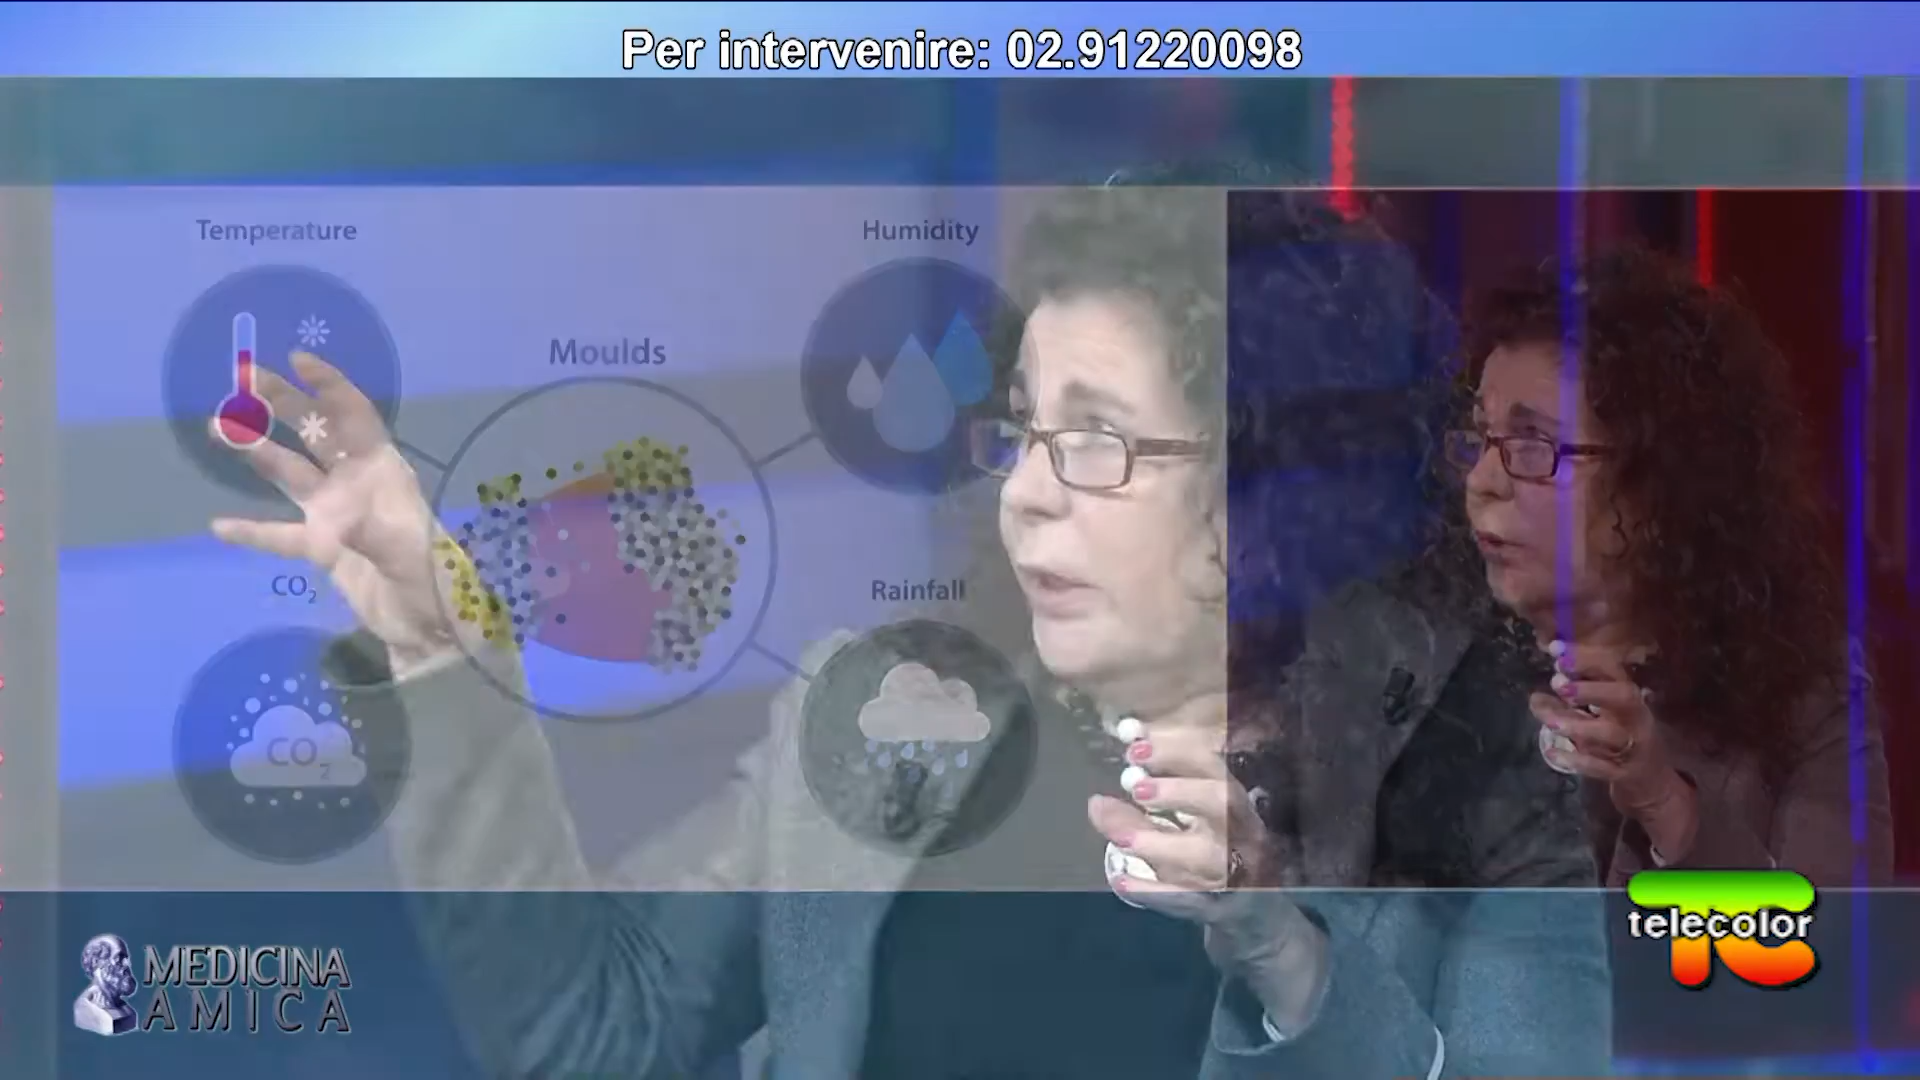 Per intervenire: 02.91220098
Temperature
Humidity
Moulds
CO₂
Rainfall
CO₂
telecolor
MEDICINA
AMICA